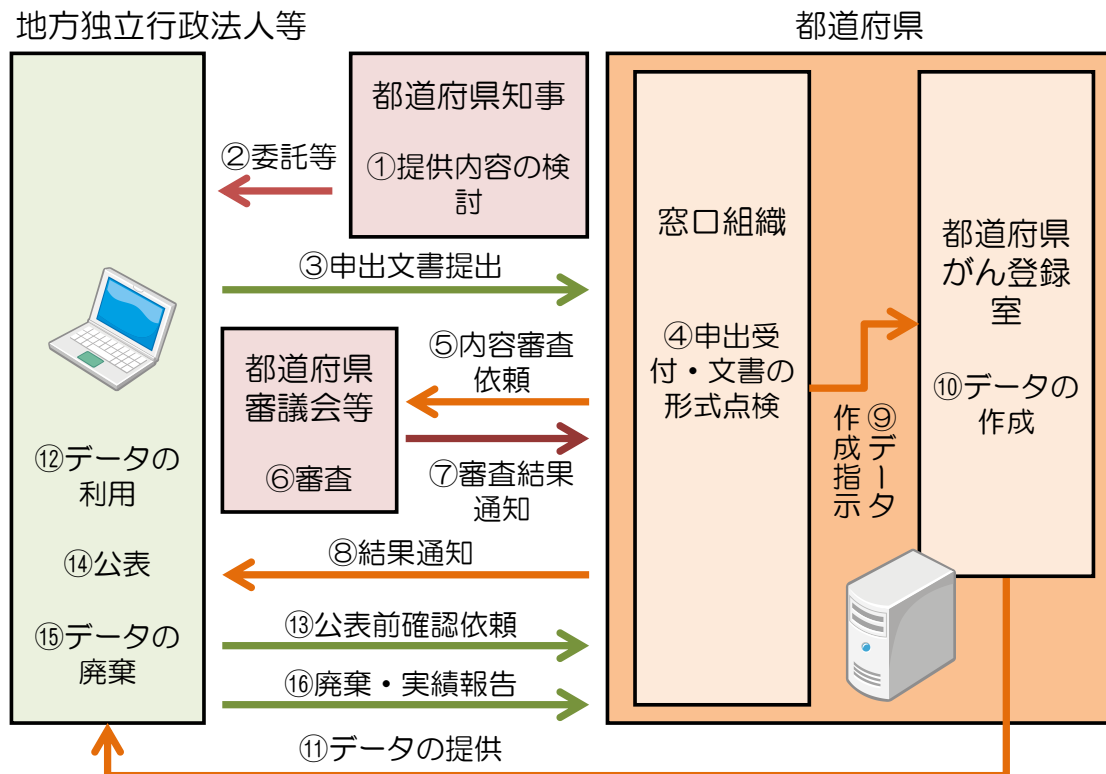 地方独立行政法人等
都道府県
都道府県知事
①提供内容の検
討
②委託等
③申出文書提出
窓口組織
④申出受
付・文書の
形式点検
都道府県
がん登録
室
⑩データの
作成
⑨データ
作成指示
⑤内容審査
依頼
都道府県
審議会等
⑥審査
⑦審査結果
通知
⑫データの
利用
⑧結果通知
⑭公表
⑬公表前確認依頼
⑮データの
廃棄
⑯廃棄・実績報告
⑪データの提供